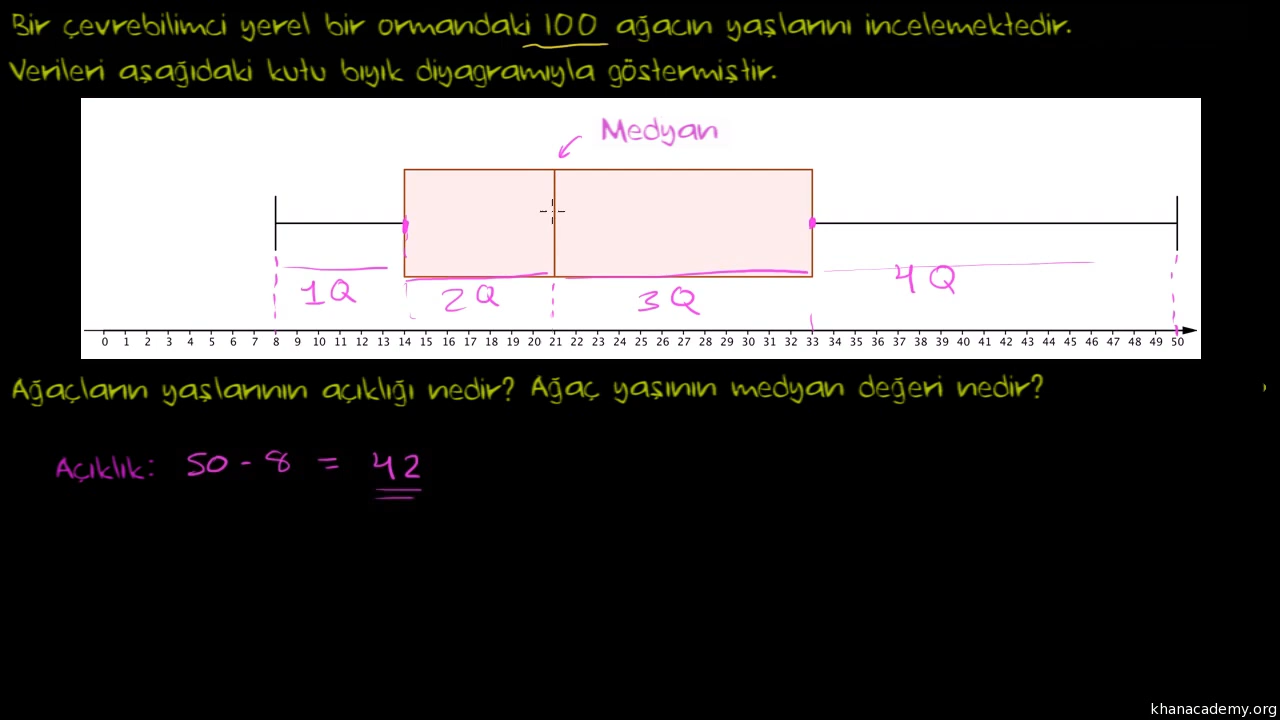 Bir çevrebilimci yerel bir ormandaki 100 ağacın yaşlarını incelemektedir.
Verileri aşağıdaki kutu bıyık diyagramıyla göstermiştir.
Medyan
1Q 2Q 3Q 4Q
0 1 2 3 4 5 6 7 8 9 10 11 12 13 14 15 16 17 18 19 20 21 22 23 24 25 26 27 28 29 30 31 32 33 34 35 36 37 38 39 40 41 42 43 44 45 46 47 48 49 50
Ağaçların yaşlarının açıklığı nedir? Ağaç yaşının medyan değeri nedir?
Açıklık: 50 - 8 = 42
khanacademy.org